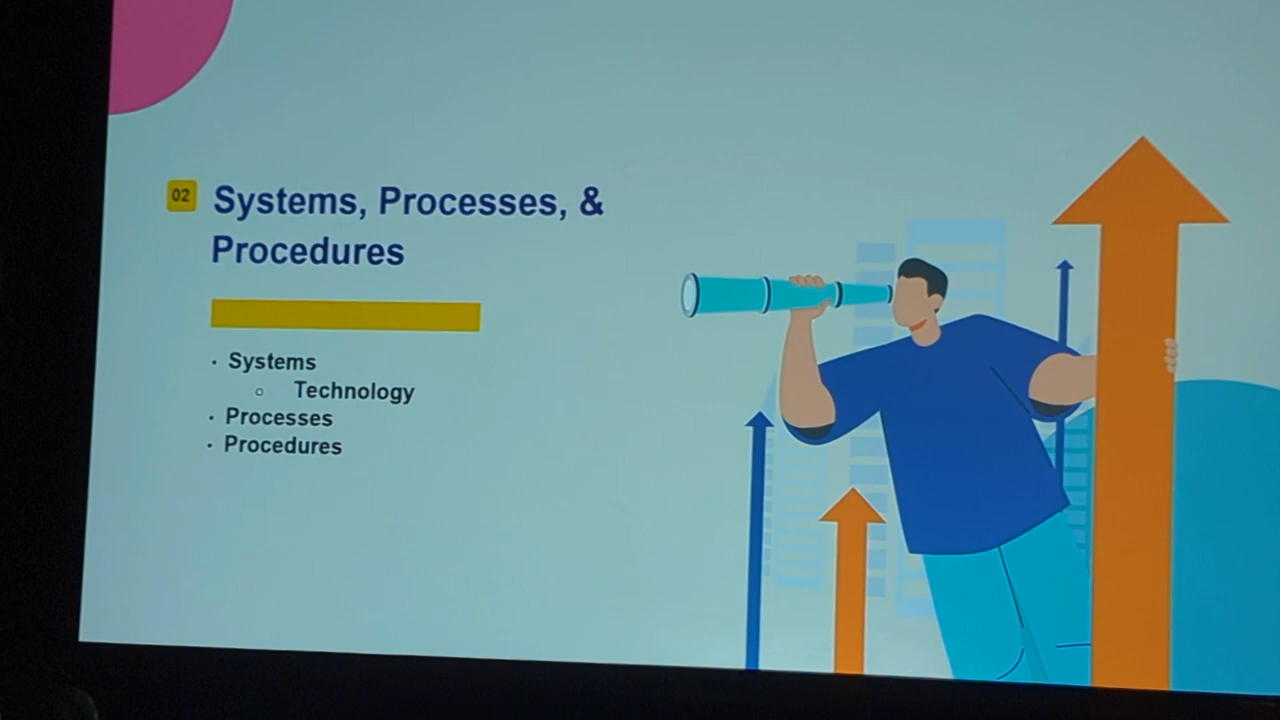 02
Systems, Processes, &
Procedures
· Systems
○ Technology
· Processes
· Procedures